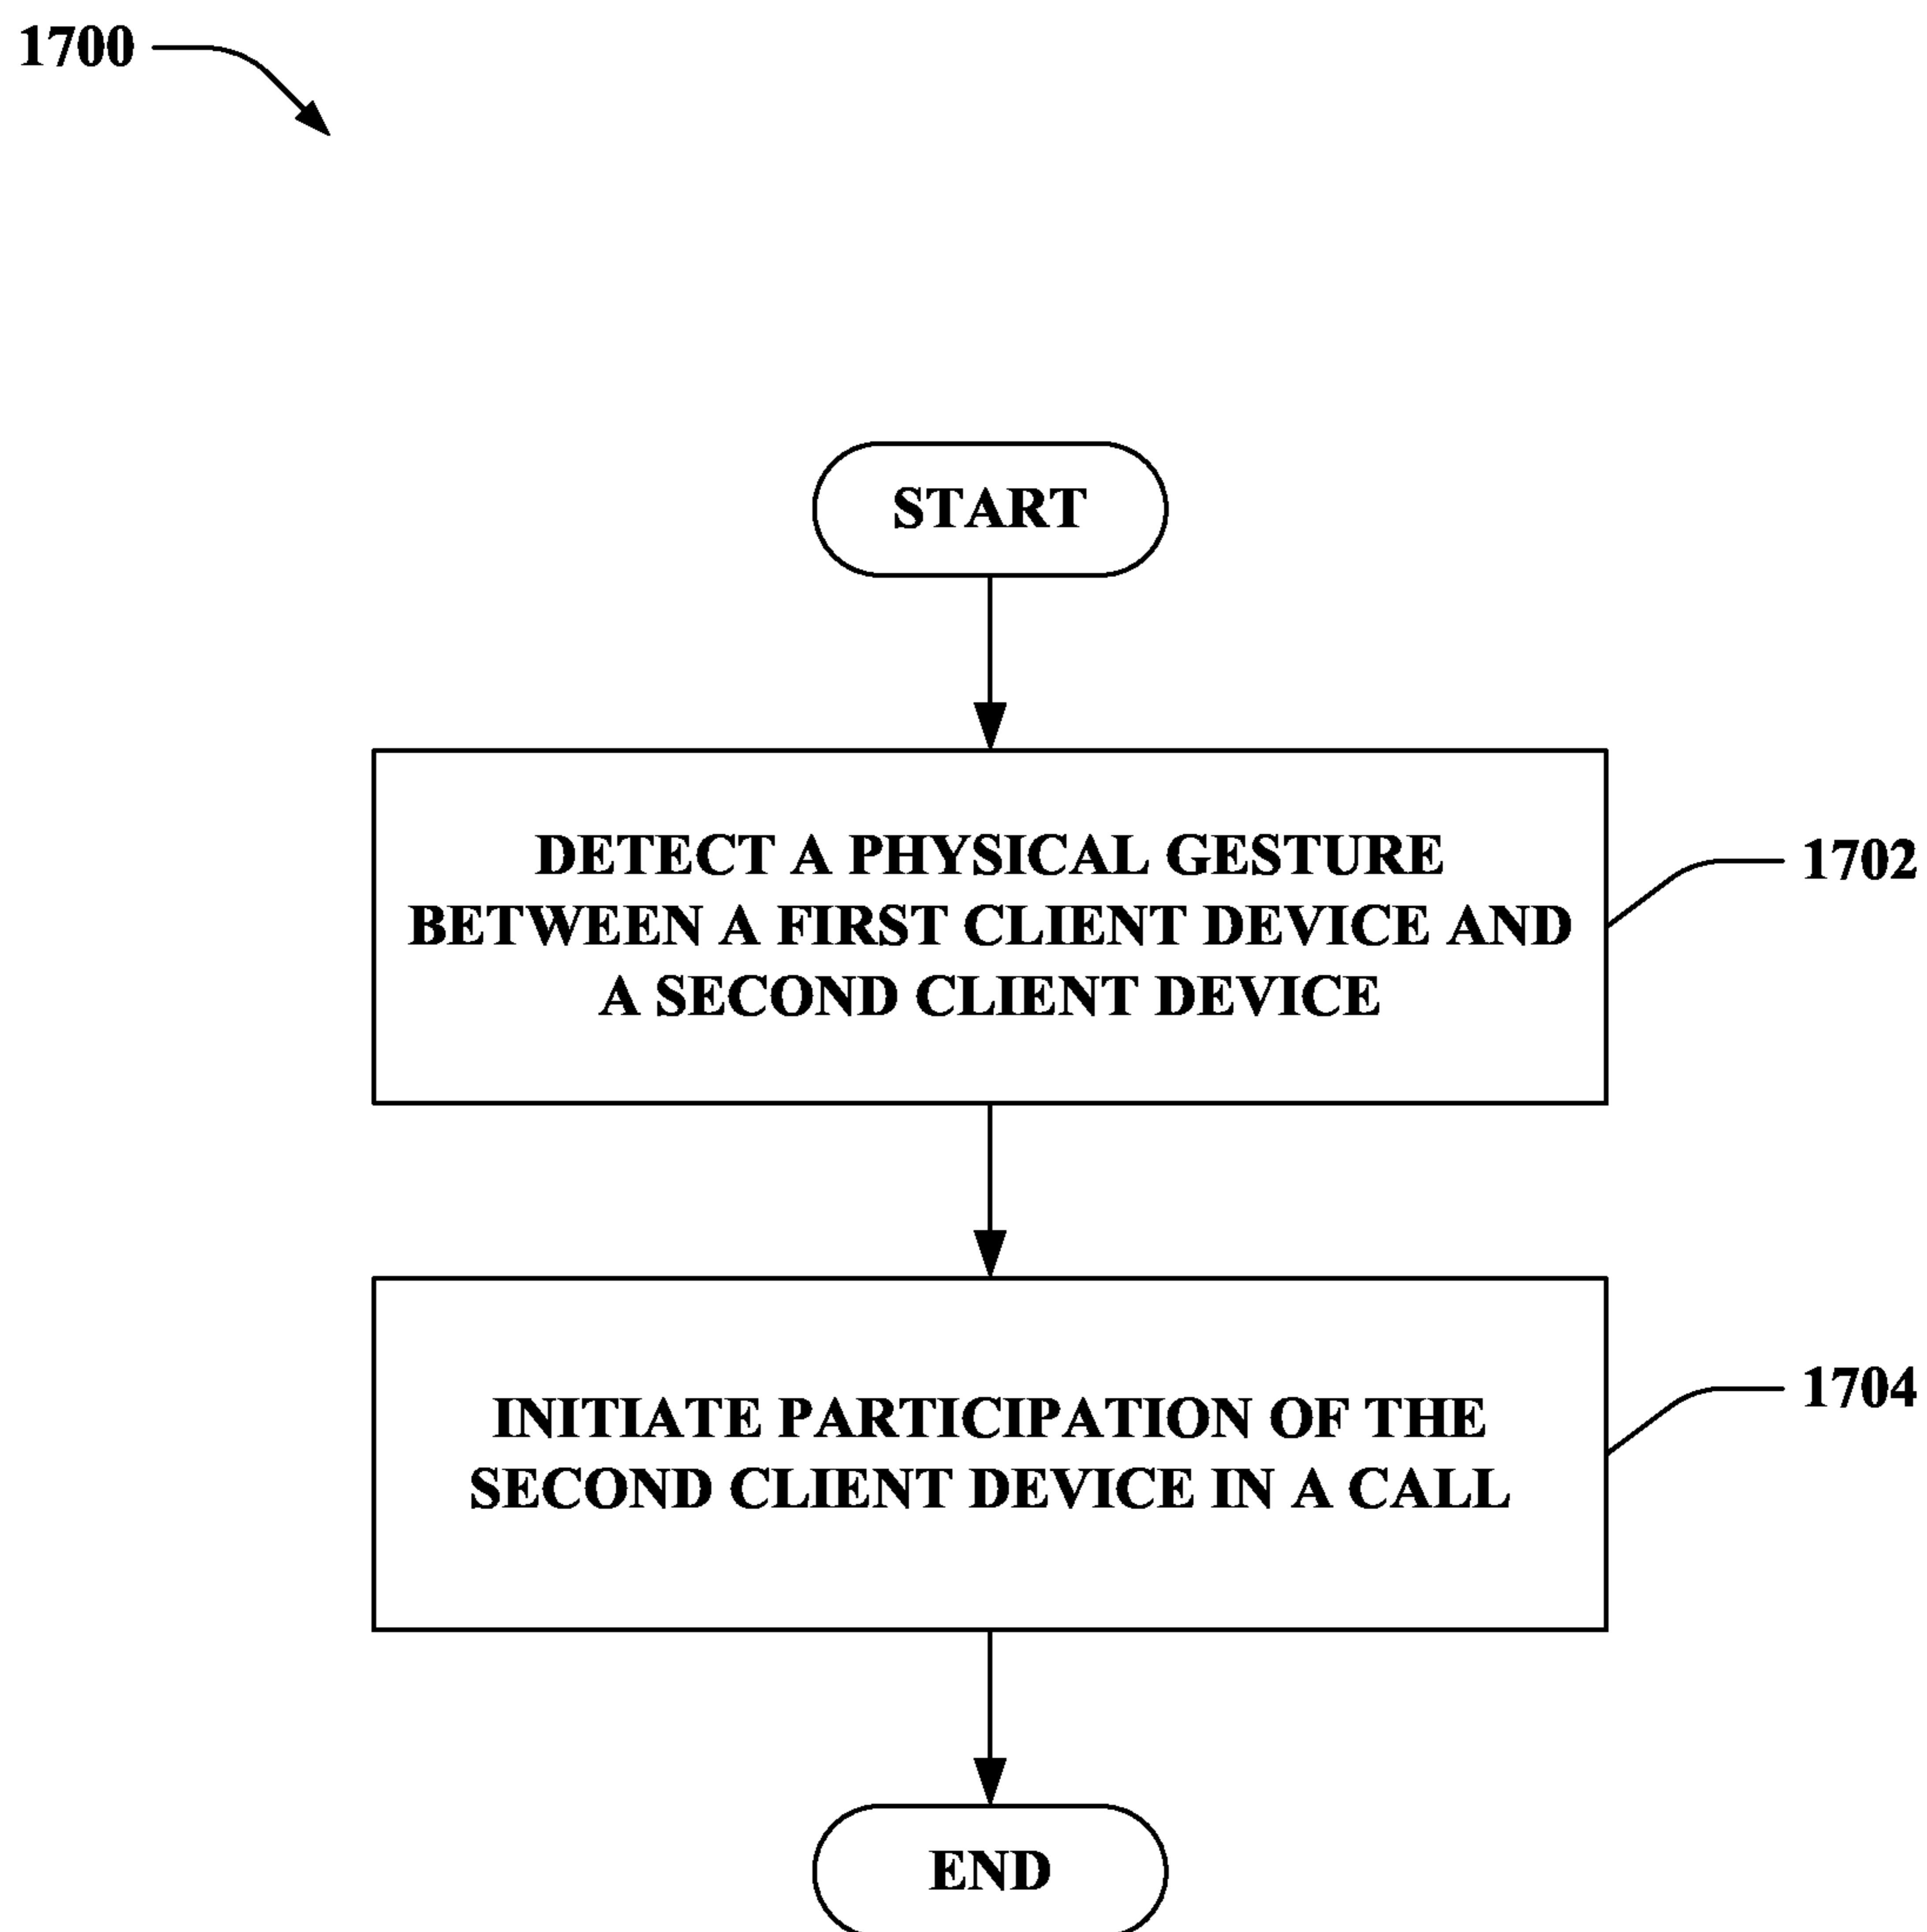 1700
START
DETECT A PHYSICAL GESTURE
BETWEEN A FIRST CLIENT DEVICE AND
A SECOND CLIENT DEVICE
1702
INITIATE PARTICIPATION OF THE
SECOND CLIENT DEVICE IN A CALL
1704
END